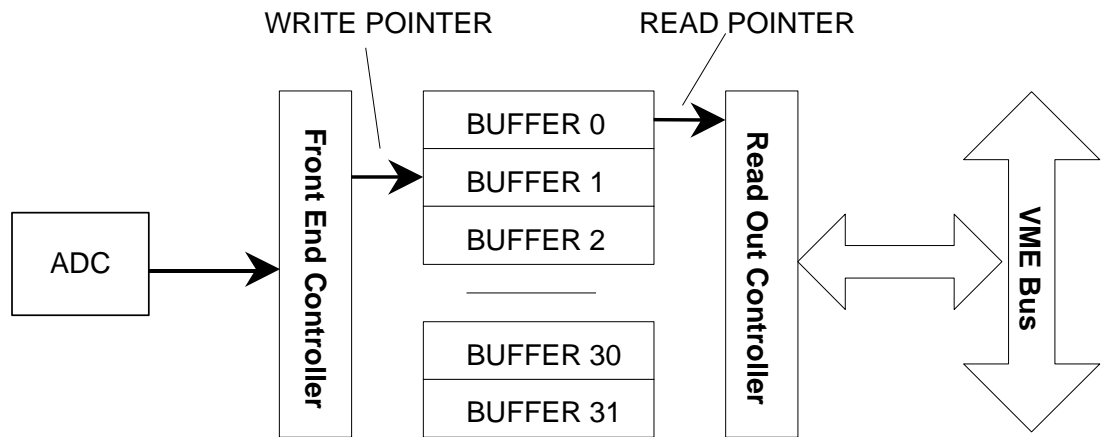 WRITE POINTER
READ POINTER
ADC
Front End Controller
BUFFER 0
BUFFER 1
BUFFER 2
BUFFER 30
BUFFER 31
Read Out Controller
VME Bus